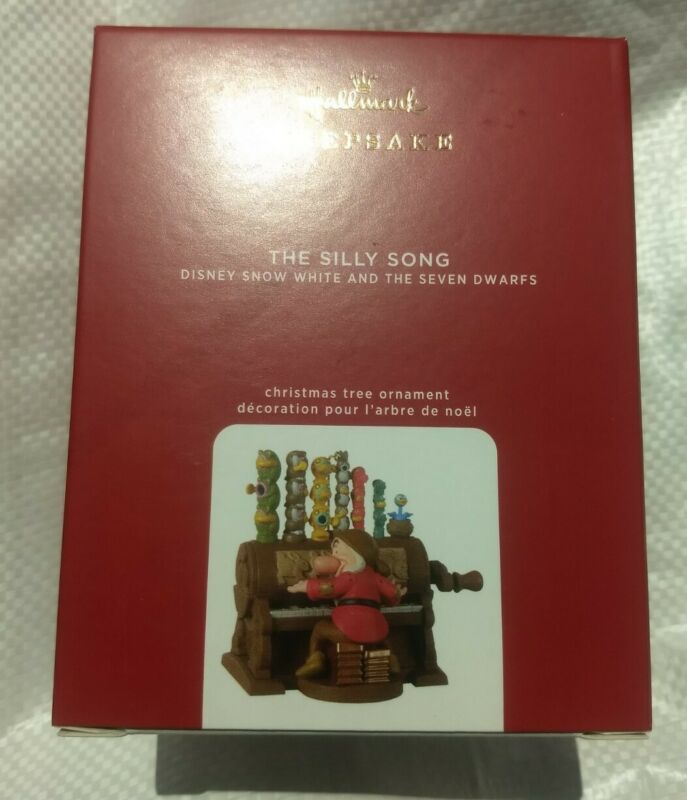 Hallmark
KEEPSAKE
THE SILLY SONG
DISNEY SNOW WHITE AND THE SEVEN DWARFS
christmas tree ornament
décoration pour l'arbre de noël